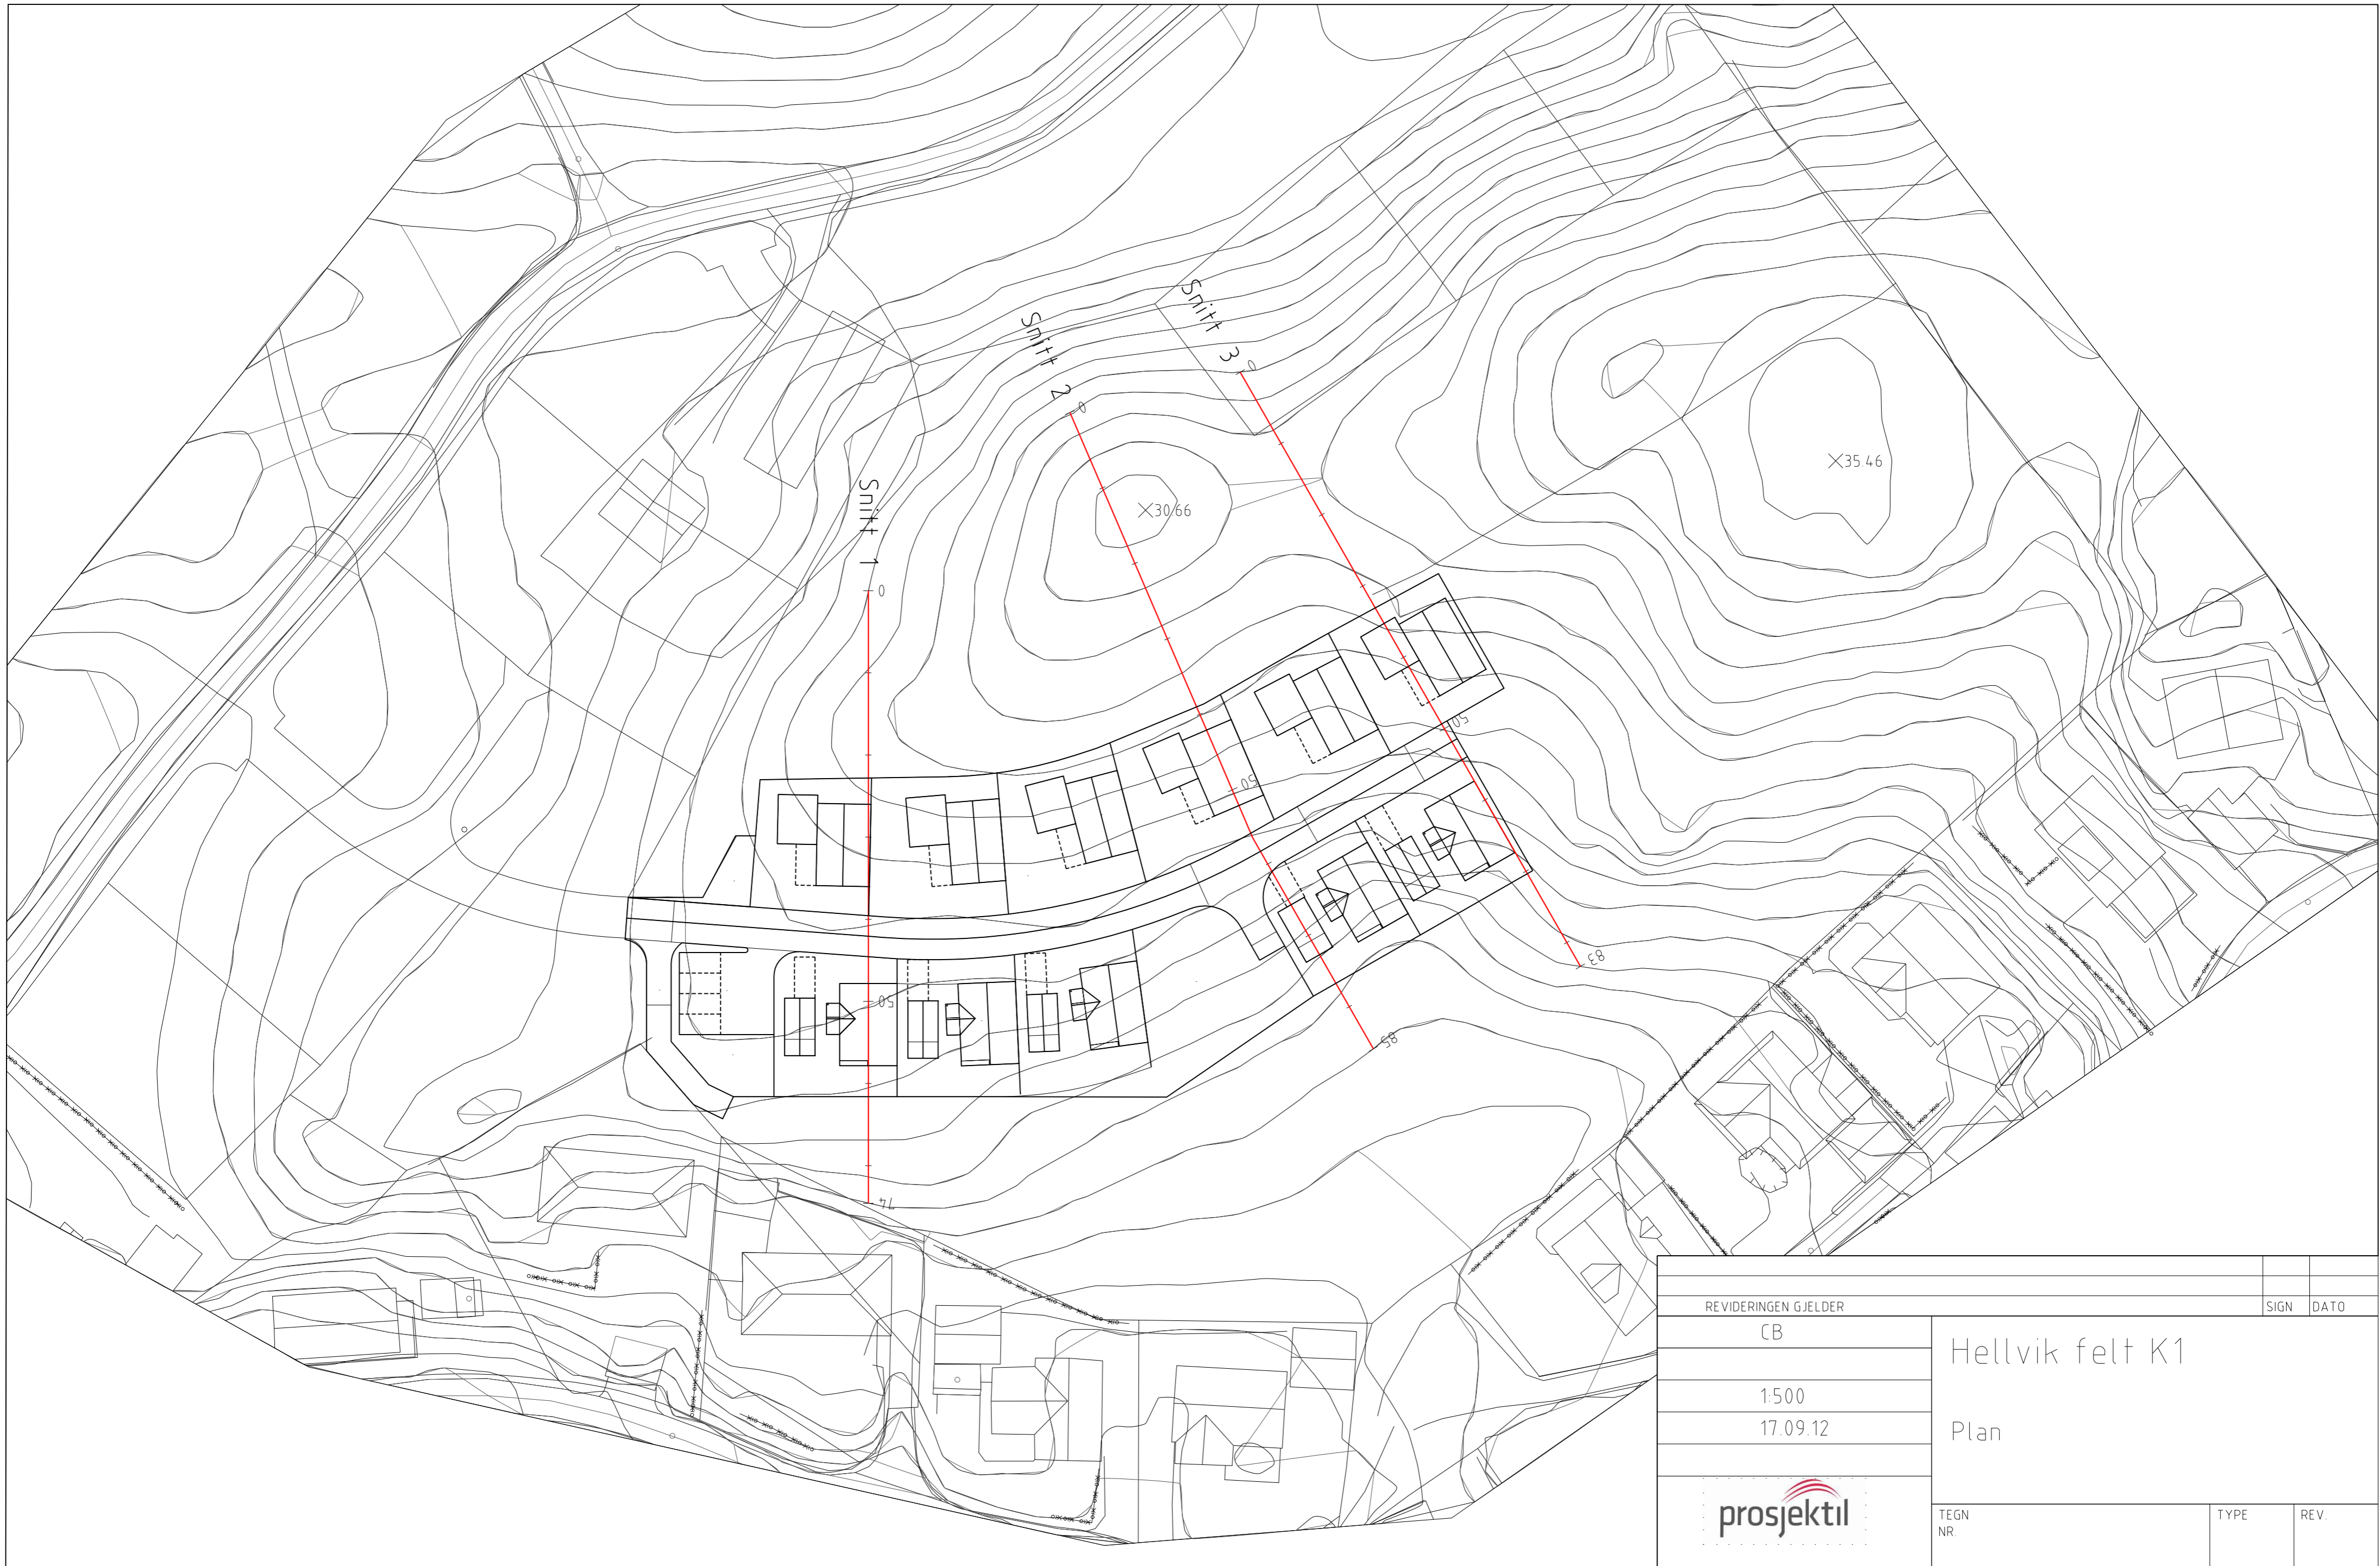 Snitt 3
0
Snitt 2
0
35.46
Snitt 1
30.66
0
50
50
50
83
85
74
REVIDERINGEN GJELDER SIGN DATO
CB
Hellvik felt K1
1:500
17.09.12
Plan
prosjektil
TEGN TYPE REV.
NR.